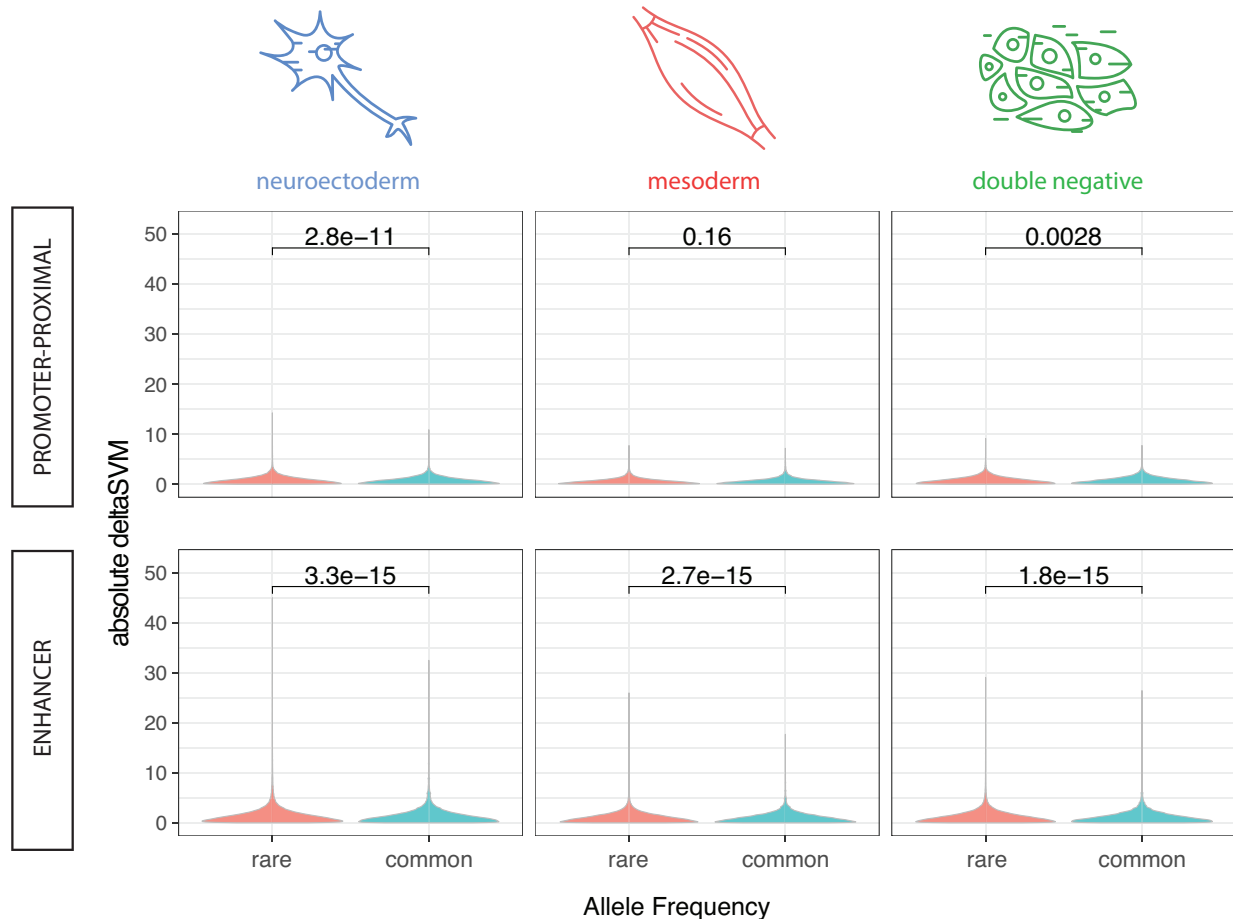 neuroectoderm
mesoderm
double negative
PROMOTER-PROXIMAL
absolute deltaSVM
50
40
30
20
10
0
2.8e−11
0.16
0.0028
ENHANCER
50
40
30
20
10
0
3.3e−15
2.7e−15
1.8e−15
rare
common
rare
common
rare
common
Allele Frequency